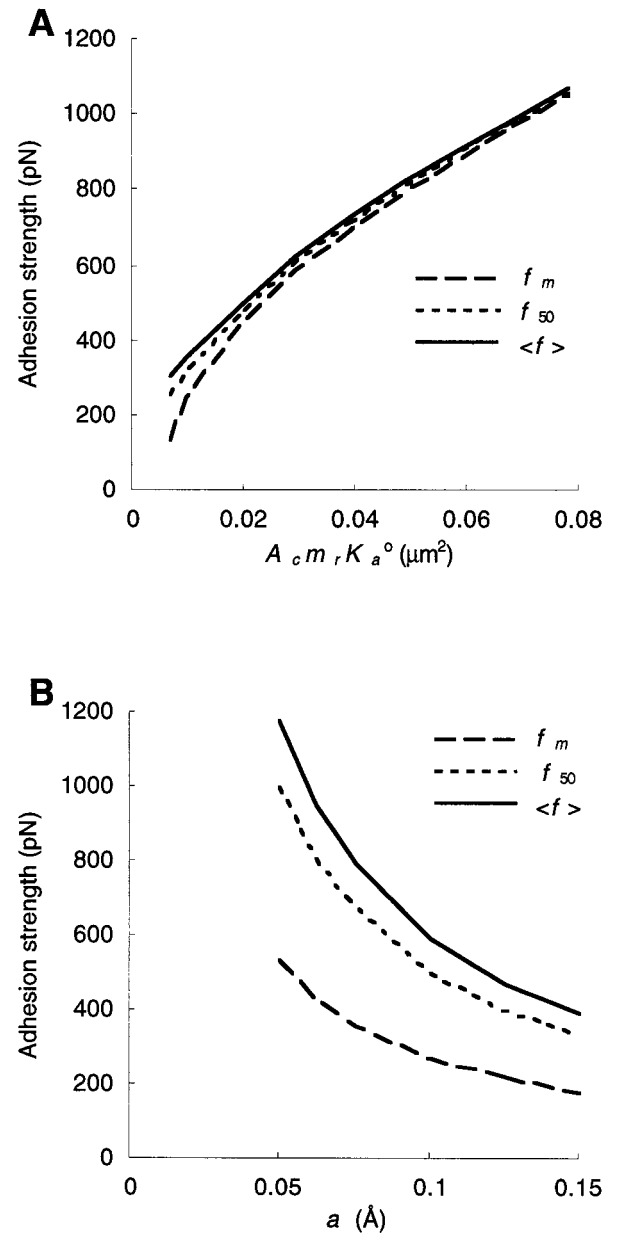 A
1200
1000
800
600
400
200
0
Adhesion strength (pN)
f m
f 50
<f >
0 0.02 0.04 0.06 0.08
A c m r K a o (μm2)
B
1200
1000
800
600
400
200
0
Adhesion strength (pN)
f m
f 50
<f >
0 0.05 0.1 0.15
a (Å)